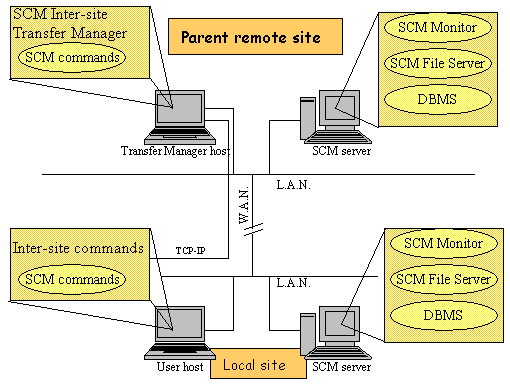 SCM Inter-site
Transfer Manager
SCM commands
Parent remote site
SCM Monitor
SCM File Server
DBMS
Transfer Manager host
SCM server
L.A.N.
W.A.N.
Inter-site commands
SCM commands
TCP-IP
SCM Monitor
SCM File Server
DBMS
L.A.N.
User host
Local site
SCM server